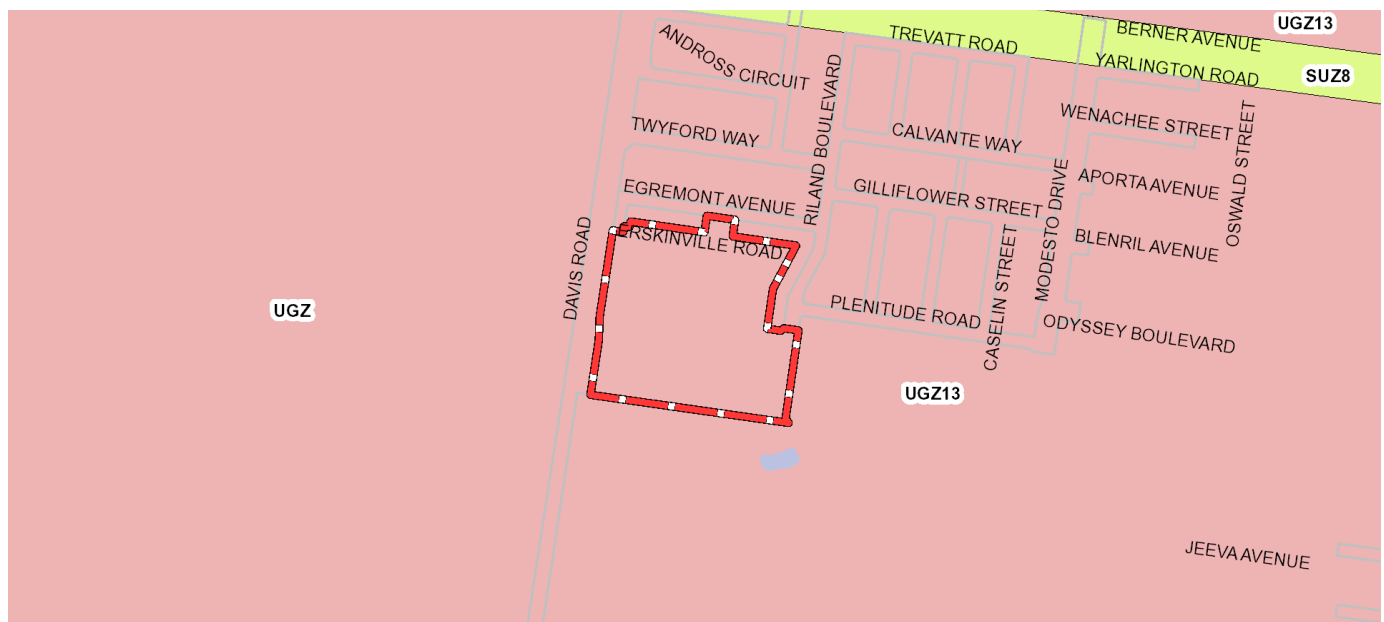 UGZ13
BERNER AVENUE
TREVATT ROAD
ANDROSS CIRCUIT
YARLINGTON ROAD
SUZ8
RILAND BOULEVARD
WENACHEE STREET
OSWALD STREET
TWYFORD WAY
CALVANTE WAY
APORTA AVENUE
EGREMONT AVENUE
GILLIFLOWER STREET
MODESTO DRIVE
ERSKINVILLE ROAD
BLENRIL AVENUE
DAVIS ROAD
CASELIN STREET
UGZ
PLENITUDE ROAD
ODYSSEY BOULEVARD
UGZ13
JEEVA AVENUE